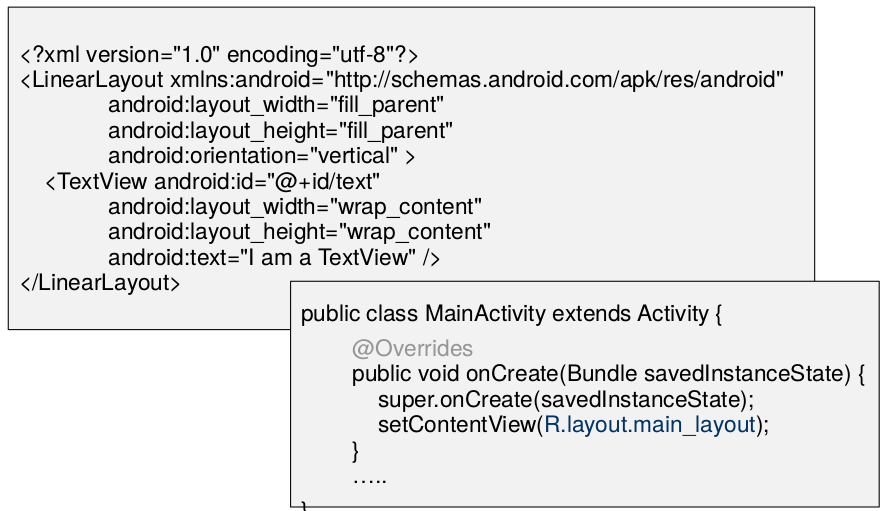 <?xml version="1.0" encoding="utf-8"?>
<LinearLayout xmlns:android="http://schemas.android.com/apk/res/android"
android:layout_width="fill_parent"
android:layout_height="fill_parent"
android:orientation="vertical" >
<TextView android:id="@+id/text"
android:layout_width="wrap_content"
android:layout_height="wrap_content"
android:text="I am a TextView" />
</LinearLayout>
public class MainActivity extends Activity {
@Overrides
public void onCreate(Bundle savedInstanceState) {
super.onCreate(savedInstanceState);
setContentView(R.layout.main_layout);
}
…..
}